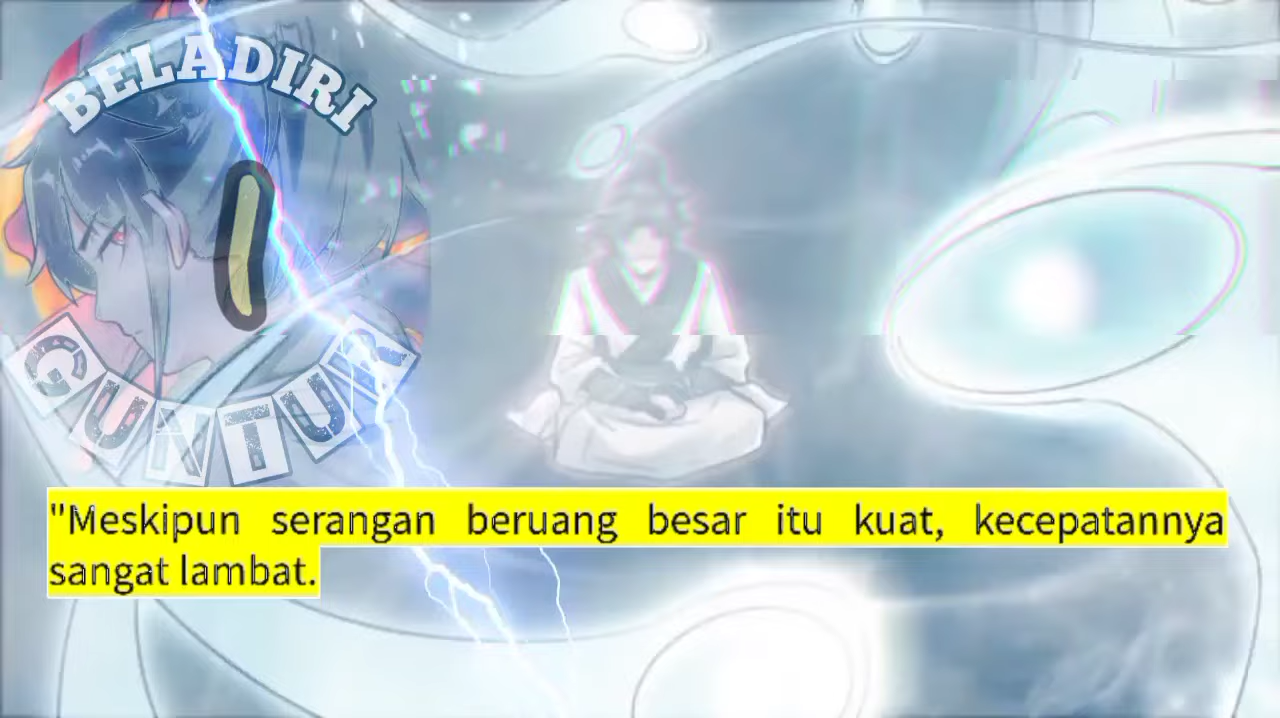 BELADIRI
GUNTUR
"Meskipun serangan beruang besar itu kuat, kecepatannya
sangat lambat.